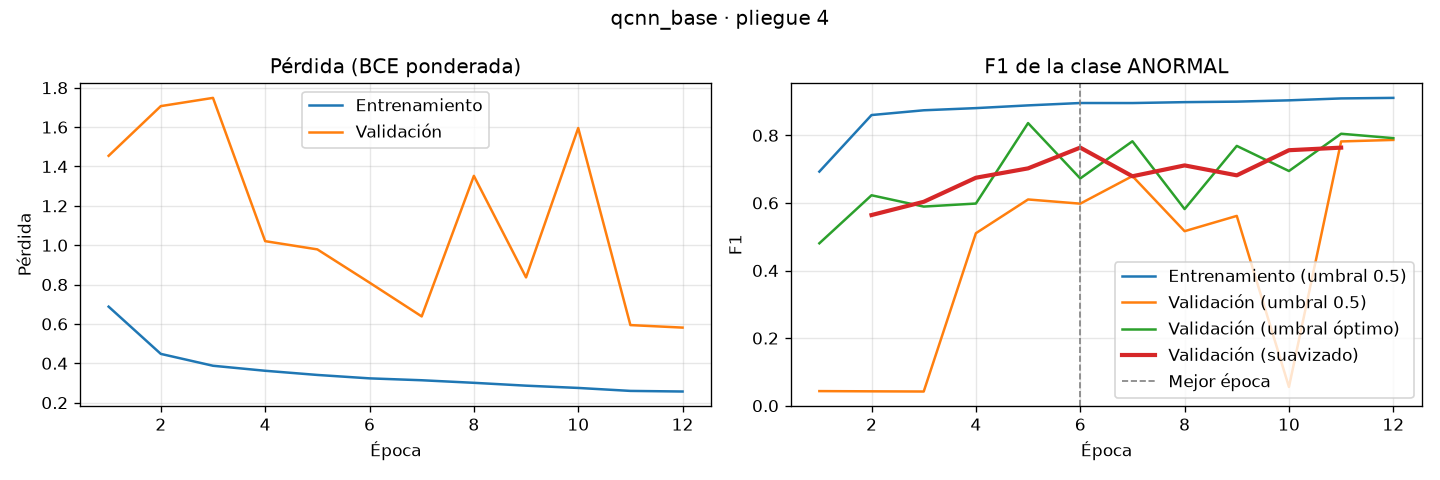 qcnn_base · pliegue 4
Pérdida (BCE ponderada)
Entrenamiento
Validación
Pérdida
1.8
1.6
1.4
1.2
1.0
0.8
0.6
0.4
0.2
2 4 6 8 10 12
Época
F1 de la clase ANORMAL
F1
0.8
0.6
0.4
0.2
0.0
Entrenamiento (umbral 0.5)
Validación (umbral 0.5)
Validación (umbral óptimo)
Validación (suavizado)
Mejor época
2 4 6 8 10 12
Época